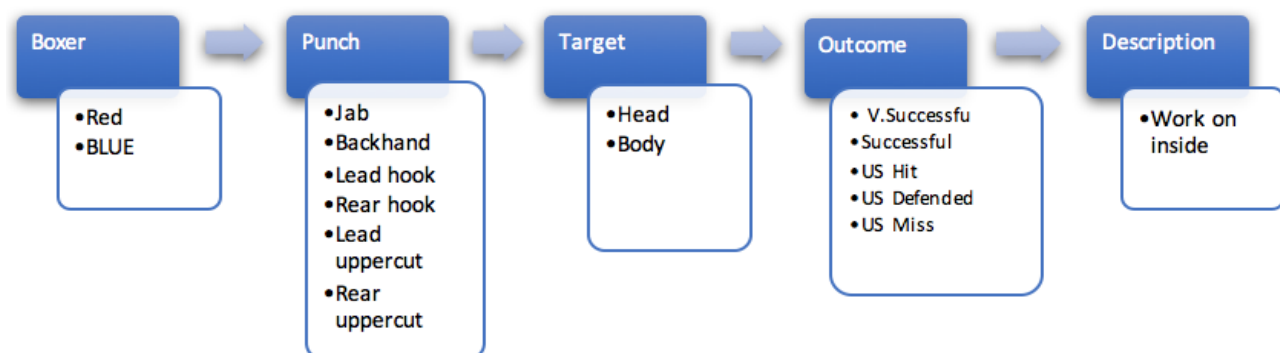 Boxer
•Red
•BLUE
Punch
•Jab
•Backhand
•Lead hook
•Rear hook
•Lead
uppercut
•Rear
uppercut
Target
•Head
•Body
Outcome
• V.Successfu
•Successful
•US Hit
•US Defended
•US Miss
Description
•Work on
inside